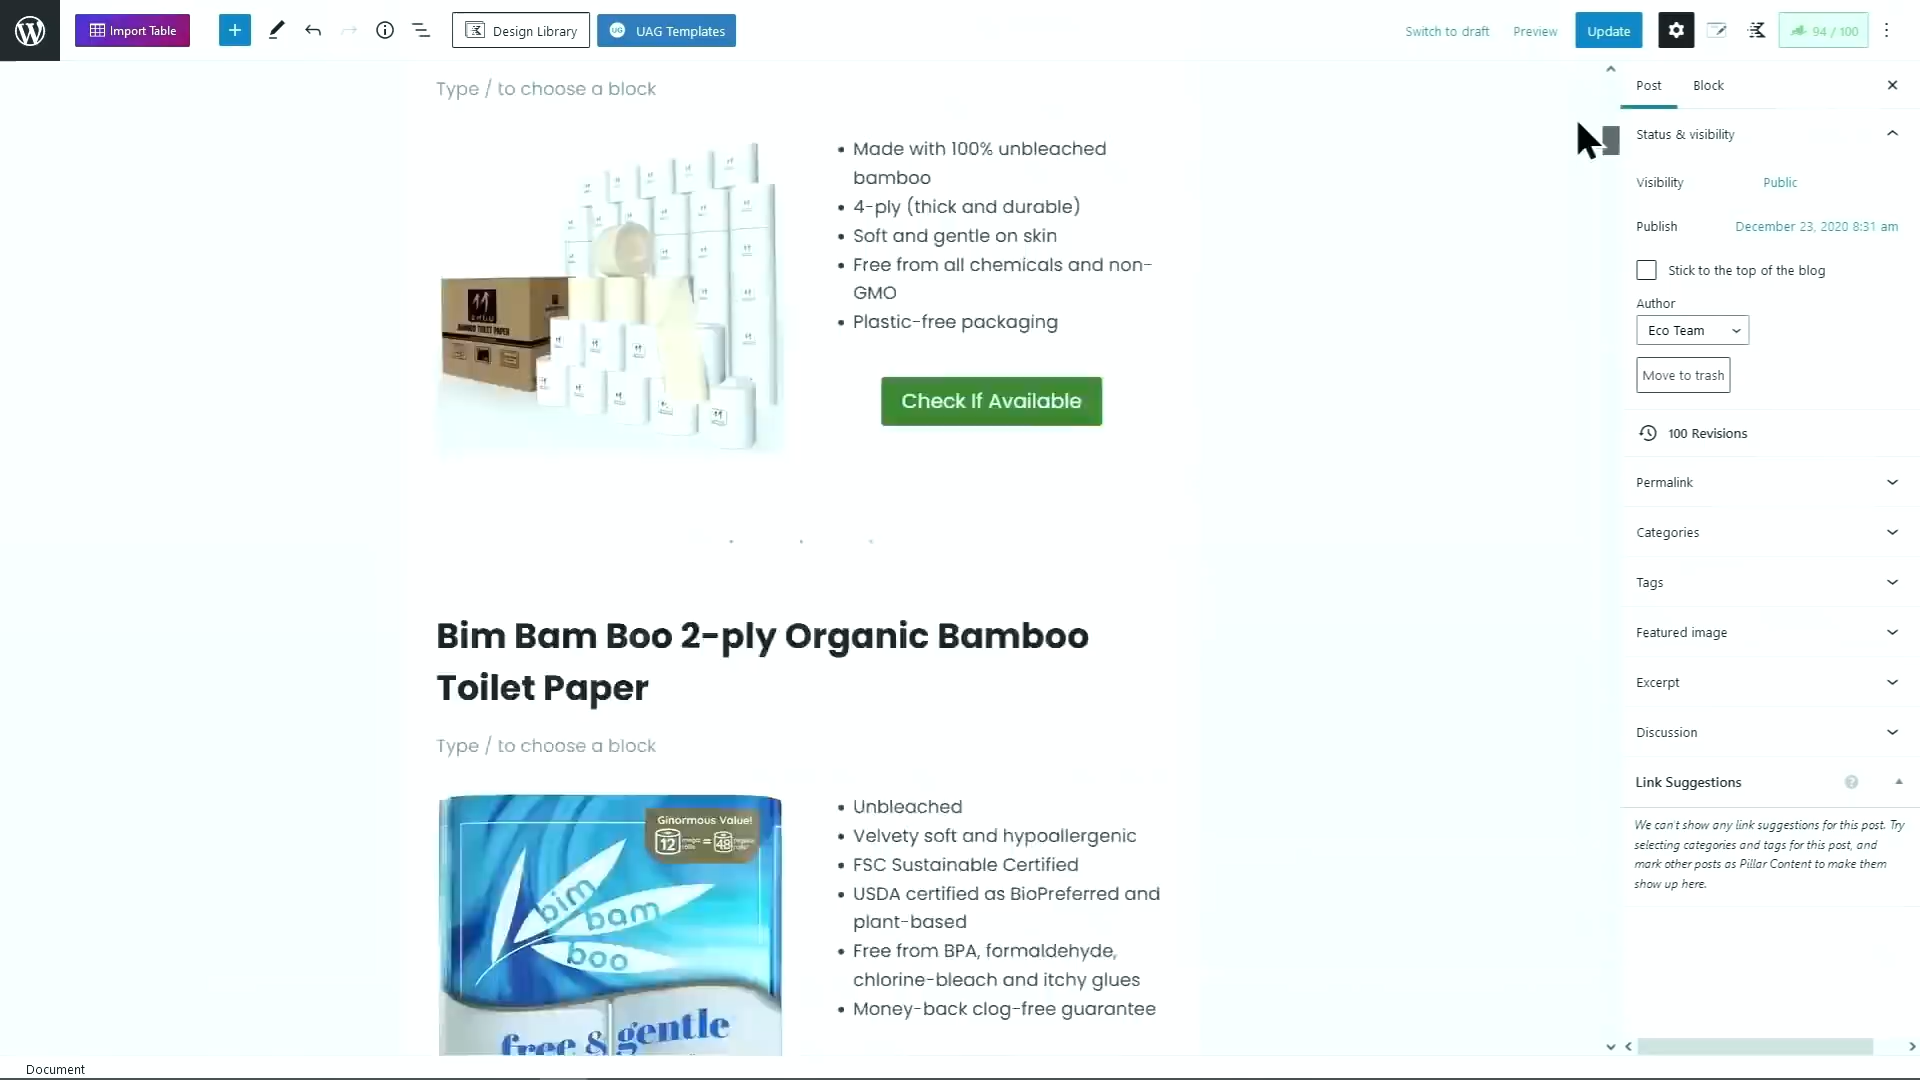 Import Table
Design Library
UG
UAG Templates
Switch to draft
Preview
Update
94 / 100
Type / to choose a block
Made with 100% unbleached
bamboo
4-ply (thick and durable)
Soft and gentle on skin
Free from all chemicals and non-
GMO
Plastic-free packaging
BAMBOO TOILET PAPER
Check If Available
Bim Bam Boo 2-ply Organic Bamboo
Toilet Paper
Type / to choose a block
Ginormous Value!
12 = 48
bim
bam
boo
free & gentle
Unbleached
Velvety soft and hypoallergenic
FSC Sustainable Certified
USDA certified as BioPreferred and
plant-based
Free from BPA, formaldehyde,
chlorine-bleach and itchy glues
Money-back clog-free guarantee
Post
Block
Status & visibility
Visibility
Public
Publish
December 23, 2020 8:31 am
Stick to the top of the blog
Author
Eco Team
Move to trash
100 Revisions
Permalink
Categories
Tags
Featured image
Excerpt
Discussion
Link Suggestions
We can't show any link suggestions for this post. Try
selecting categories and tags for this post, and
mark other posts as Pillar Content to make them
show up here.
Document